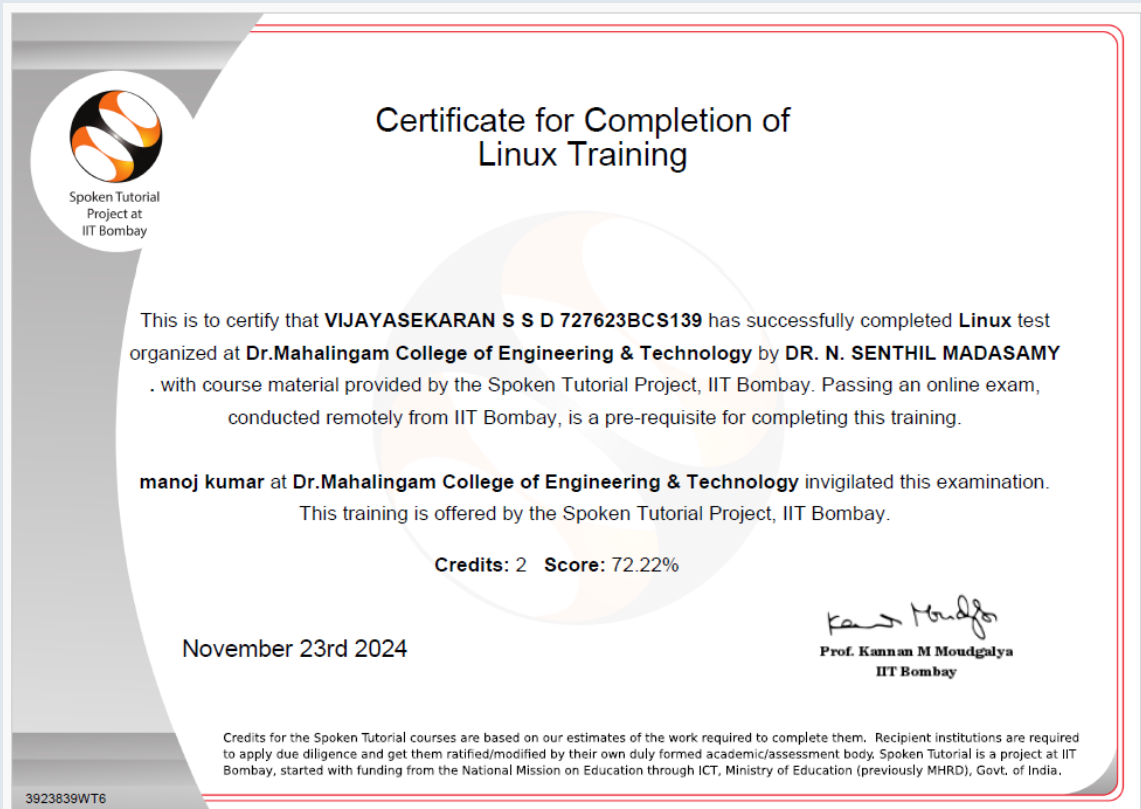 Spoken Tutorial
Project at
IIT Bombay
Certificate for Completion of
Linux Training
This is to certify that VIJAYASEKARAN S S D 727623BCS139 has successfully completed Linux test
organized at Dr.Mahalingam College of Engineering & Technology by DR. N. SENTHIL MADASAMY
. with course material provided by the Spoken Tutorial Project, IIT Bombay. Passing an online exam,
conducted remotely from IIT Bombay, is a pre-requisite for completing this training.
manoj kumar at Dr.Mahalingam College of Engineering & Technology invigilated this examination.
This training is offered by the Spoken Tutorial Project, IIT Bombay.
Credits: 2 Score: 72.22%
November 23rd 2024
Prof. Kannan M Moudgalya
IIT Bombay
Credits for the Spoken Tutorial courses are based on our estimates of the work required to complete them. Recipient institutions are required
to apply due diligence and get them ratified/modified by their own duly formed academic/assessment body. Spoken Tutorial is a project at IIT
Bombay, started with funding from the National Mission on Education through ICT, Ministry of Education (previously MHRD), Govt. of India.
3923839WT6